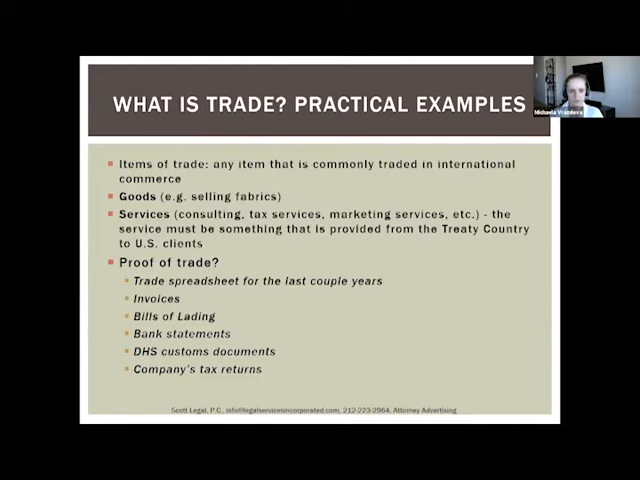 WHAT IS TRADE? PRACTICAL EXAMPLES
Michaela Vrazdova
Items of trade: any item that is commonly traded in international
commerce
Goods (e.g. selling fabrics)
Services (consulting, tax services, marketing services, etc.) - the
service must be something that is provided from the Treaty Country
to U.S. clients
Proof of trade?
Trade spreadsheet for the last couple years
Invoices
Bills of Lading
Bank statements
DHS customs documents
Company's tax returns
Scott Legal, P.C., info@legalservicesincorporated.com, 212-223-2964, Attorney Advertising